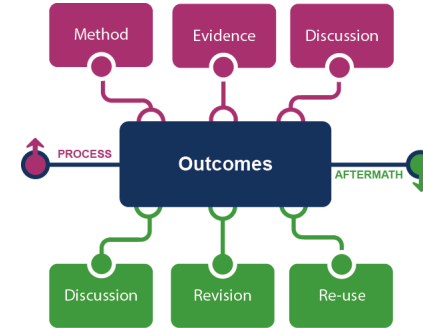 Method
Evidence
Discussion
PROCESS
Outcomes
AFTERMATH
Discussion
Revision
Re-use